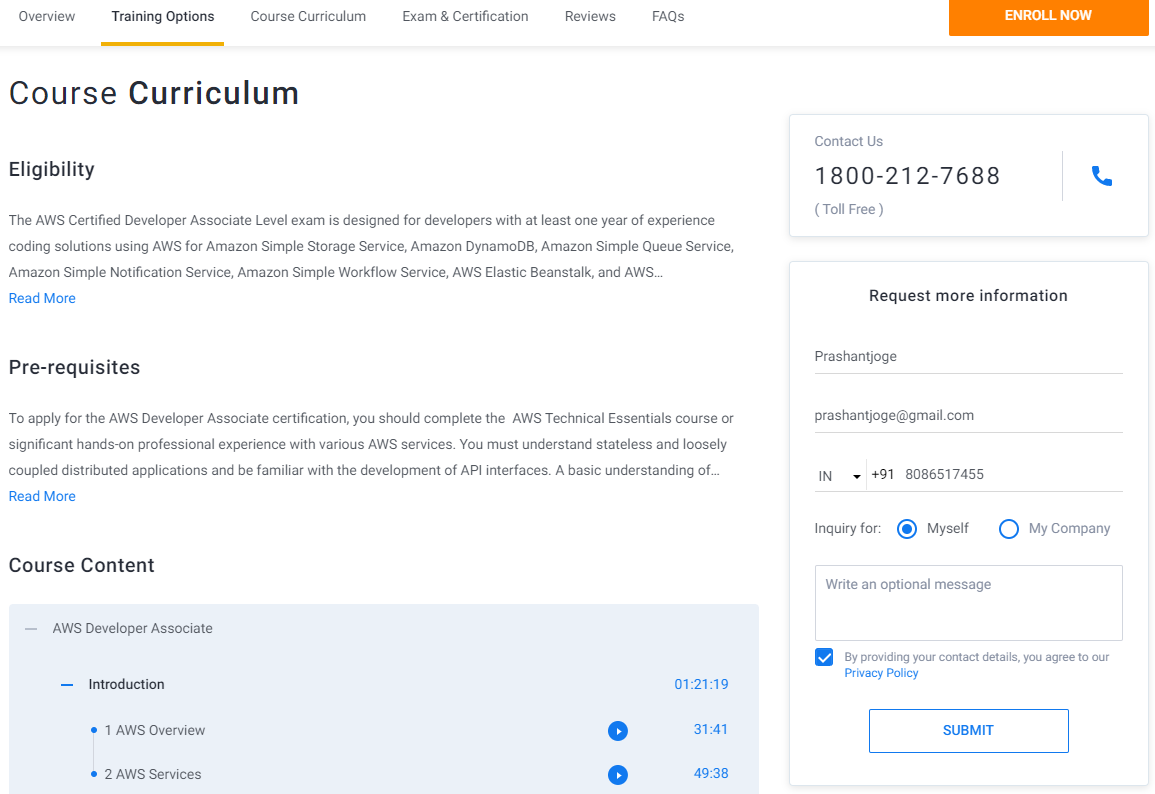 Overview
Training Options
Course Curriculum
Exam & Certification
Reviews
FAQs
ENROLL NOW
Course Curriculum
Eligibility
The AWS Certified Developer Associate Level exam is designed for developers with at least one year of experience
coding solutions using AWS for Amazon Simple Storage Service, Amazon DynamoDB, Amazon Simple Queue Service,
Amazon Simple Notification Service, Amazon Simple Workflow Service, AWS Elastic Beanstalk, and AWS...
Read More
Pre-requisites
To apply for the AWS Developer Associate certification, you should complete the  AWS Technical Essentials course or
significant hands-on professional experience with various AWS services. You must understand stateless and loosely
coupled distributed applications and be familiar with the development of API interfaces. A basic understanding of...
Read More
Course Content
AWS Developer Associate
Introduction 01:21:19
1 AWS Overview 31:41
2 AWS Services 49:38
Contact Us
1800-212-7688
( Toll Free )
Request more information
Prashantjoge
prashantjoge@gmail.com
IN +91 8086517455
Inquiry for: Myself My Company
Write an optional message
By providing your contact details, you agree to our
Privacy Policy
SUBMIT